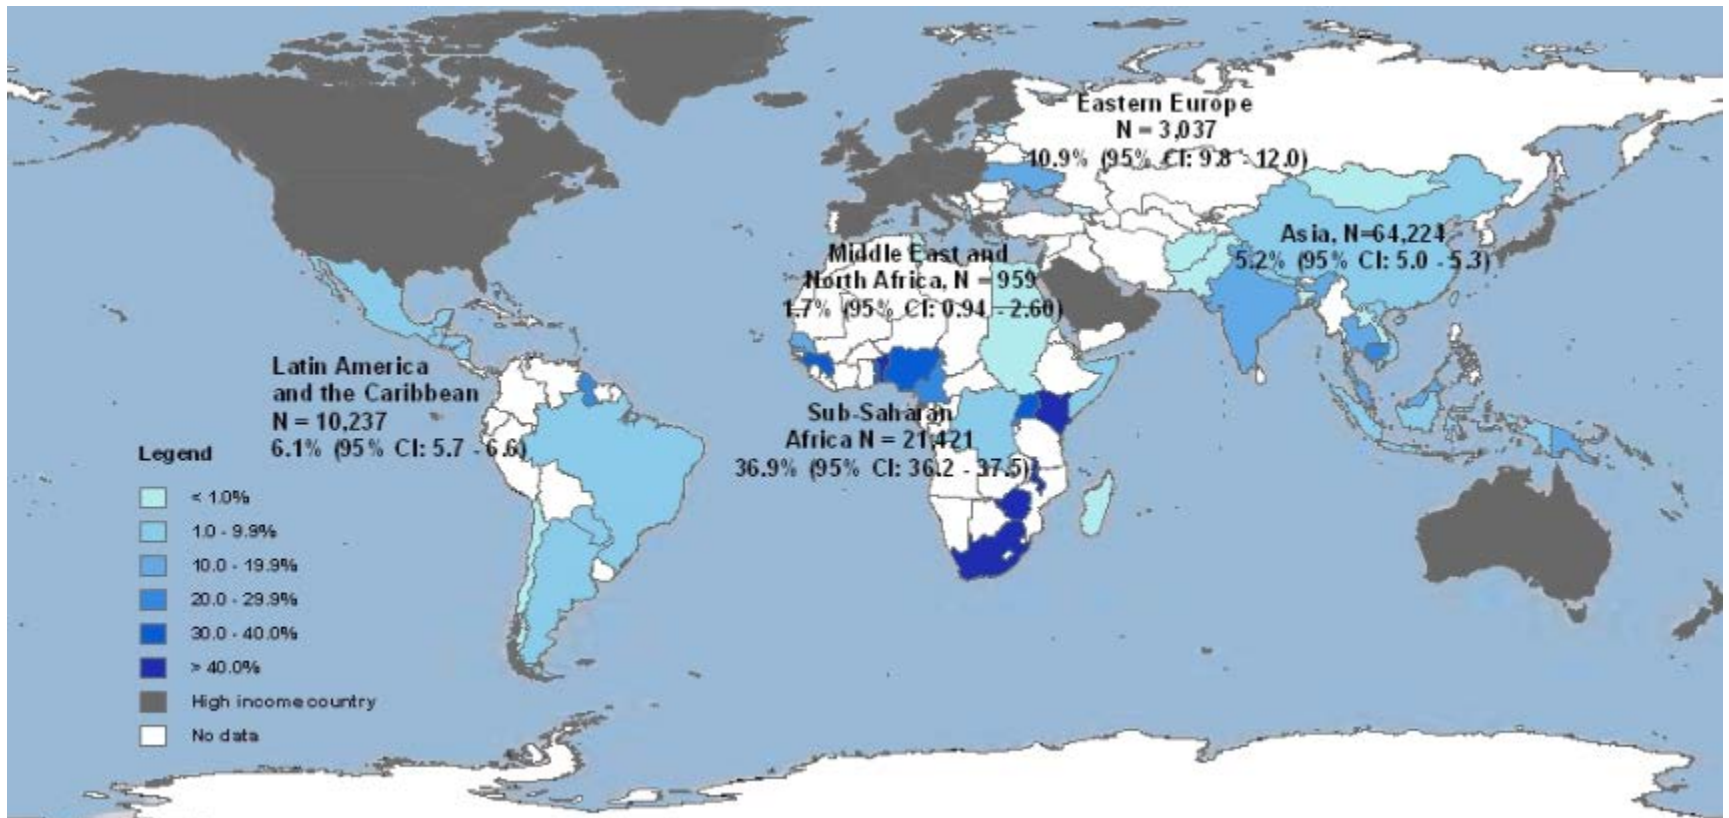 Eastern Europe
N = 3,037
10.9% (95% CI: 9.8 - 12.0)
Asia, N=64,224
5.2% (95% CI: 5.0 - 5.3)
Middle East and
North Africa, N = 959
1.7% (95% CI: 0.94 - 2.60)
Latin America
and the Caribbean
N = 10,237
6.1% (95% CI: 5.7 - 6.6)
Sub-Saharan
Africa N = 21,421
36.9% (95% CI: 36.2 - 37.5)
Legend
< 1.0%
1.0 - 9.9%
10.0 - 19.9%
20.0 - 29.9%
30.0 - 40.0%
> 40.0%
High income country
No data